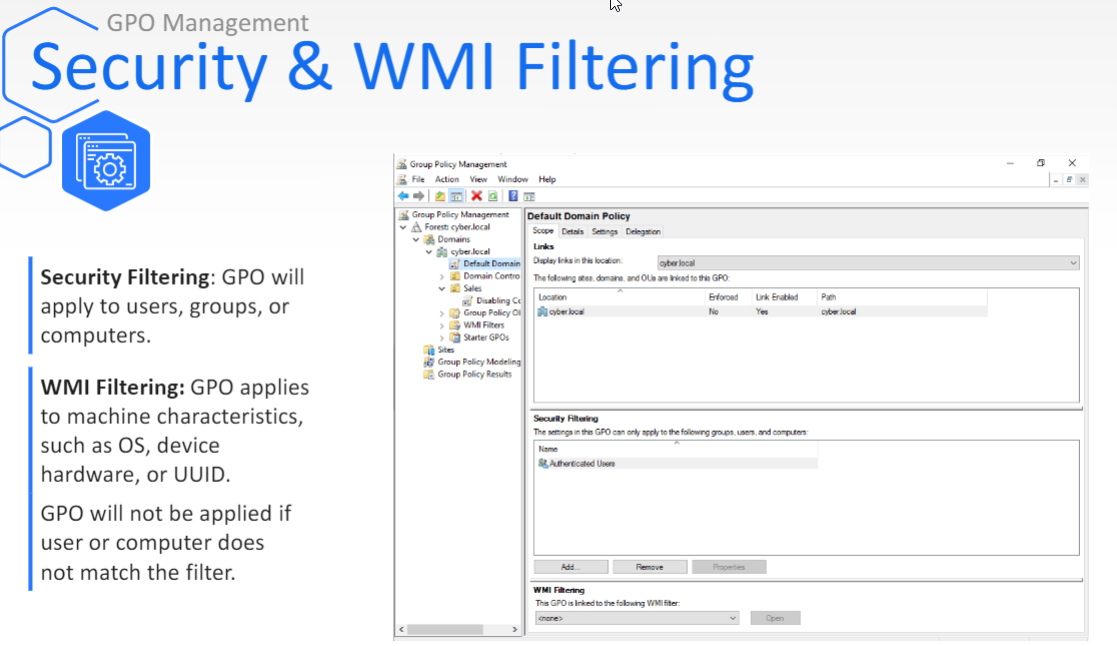 GPO Management
Security & WMI Filtering
Security Filtering: GPO will
apply to users, groups, or
computers.
WMI Filtering: GPO applies
to machine characteristics,
such as OS, device
hardware, or UUID.
GPO will not be applied if
user or computer does
not match the filter.
Group Policy Management
File Action View Window Help
Group Policy Management
Forest: cyber.local
Domains
cyber.local
Default Domain
Domain Contro
Sales
Disabling Cc
Group Policy Ol
WMI Filters
Starter GPOs
Sites
Group Policy Modeling
Group Policy Results
Default Domain Policy
Scope Details Settings Delegation
Links
Display links in this location: cyber.local
The following sites, domains, and OUs are linked to this GPO:
Location Enforced Link Enabled Path
cyber.local No Yes cyber.local
Security Filtering
The settings in this GPO can only apply to the following groups, users, and computers:
Name
Authenticated Users
Add... Remove Properties
WMI Filtering
This GPO is linked to the following WMI filter:
<none> Open